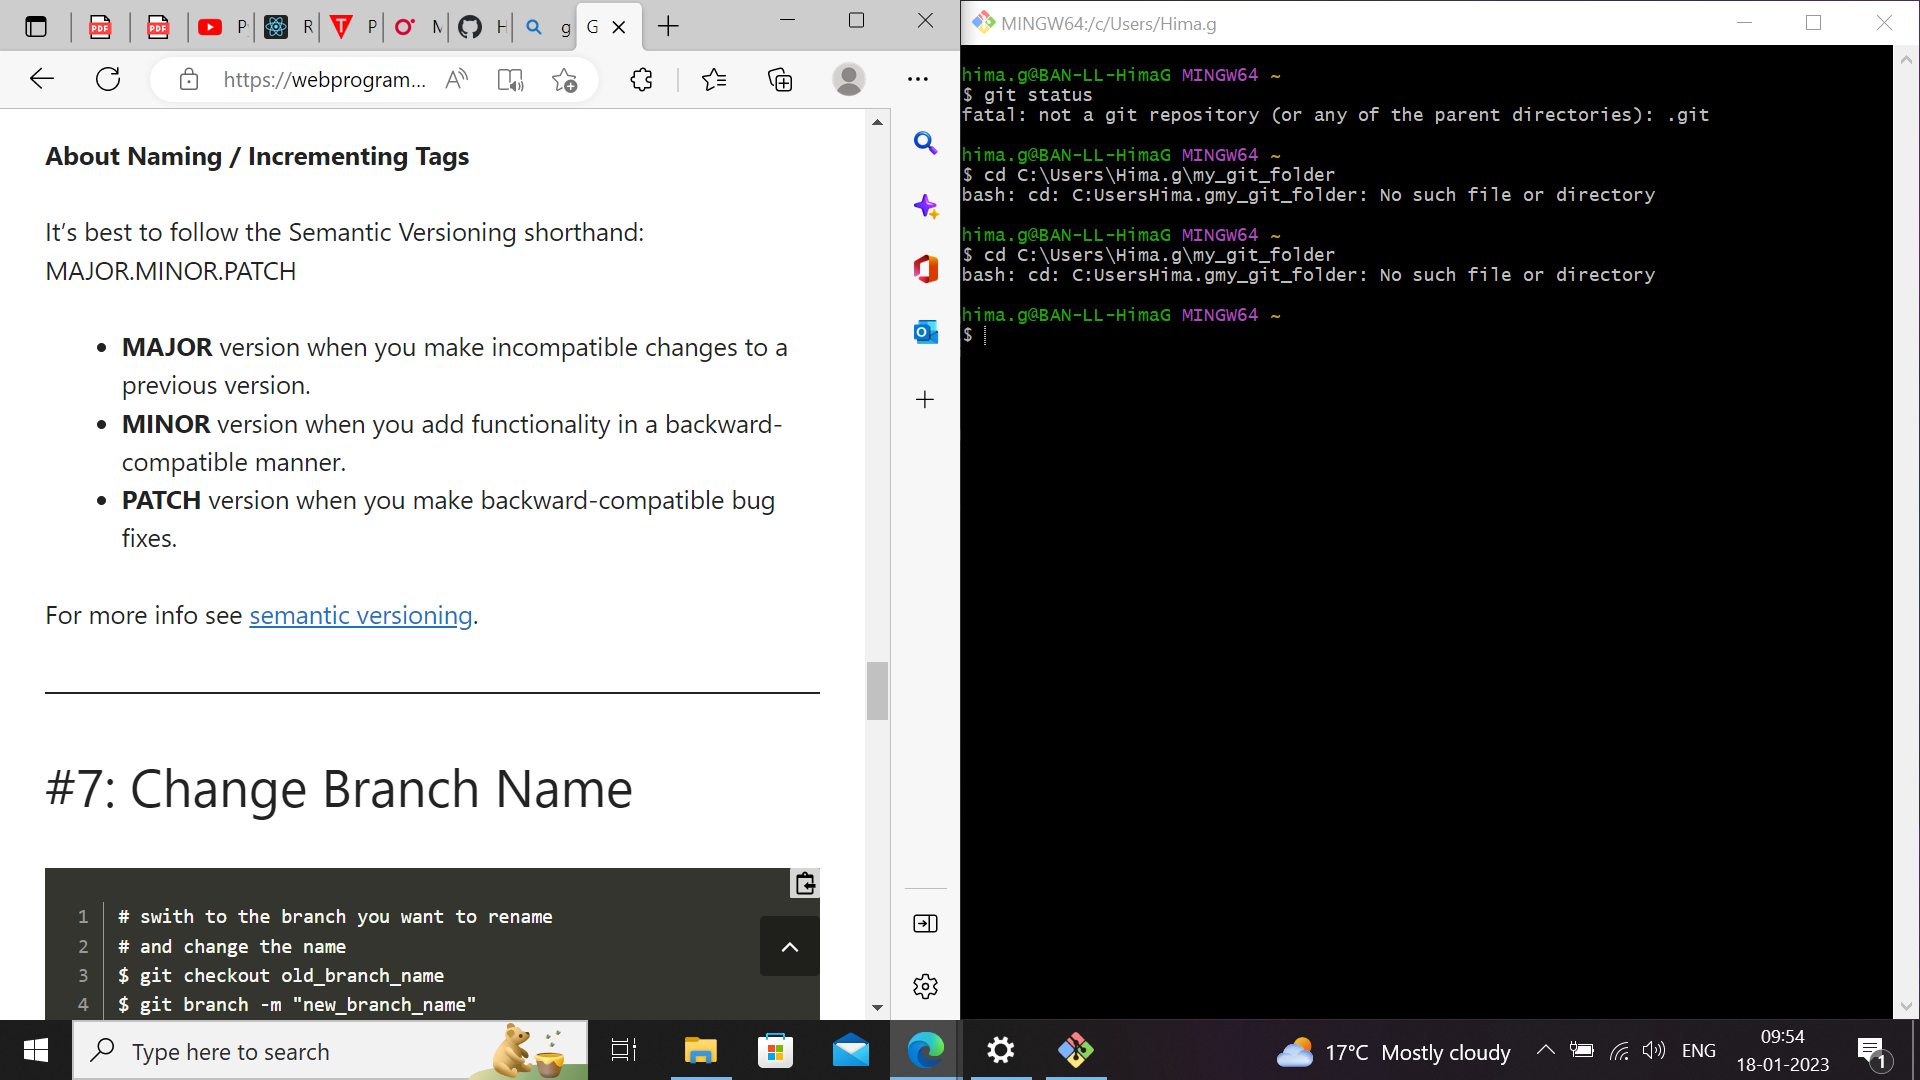 P
R
P
M
H
g
G
https://webprogram...
About Naming / Incrementing Tags
It’s best to follow the Semantic Versioning shorthand:
MAJOR.MINOR.PATCH
MAJOR version when you make incompatible changes to a
previous version.
MINOR version when you add functionality in a backward-
compatible manner.
PATCH version when you make backward-compatible bug
fixes.
For more info see semantic versioning.
#7: Change Branch Name
1 # swith to the branch you want to rename
2 # and change the name
3 $ git checkout old_branch_name
4 $ git branch -m "new_branch_name"
MINGW64:/c/Users/Hima.g
hima.g@BAN-LL-HimaG MINGW64 ~
$ git status
fatal: not a git repository (or any of the parent directories): .git
hima.g@BAN-LL-HimaG MINGW64 ~
$ cd C:\Users\Hima.g\my_git_folder
bash: cd: C:UsersHima.gmy_git_folder: No such file or directory
hima.g@BAN-LL-HimaG MINGW64 ~
$ cd C:\Users\Hima.g\my_git_folder
bash: cd: C:UsersHima.gmy_git_folder: No such file or directory
hima.g@BAN-LL-HimaG MINGW64 ~
$
Type here to search
17°C Mostly cloudy
ENG
09:54
18-01-2023
1